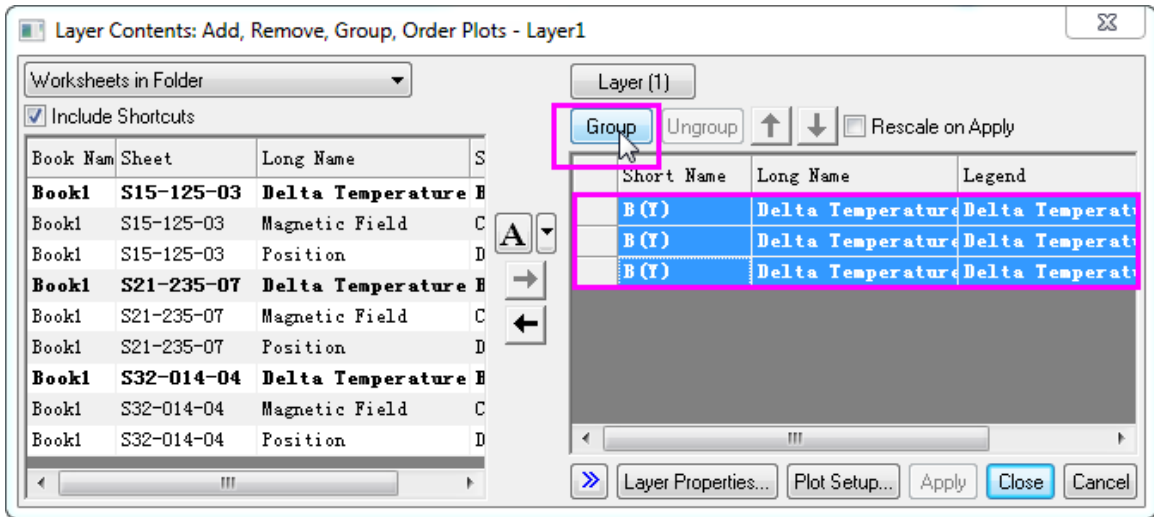 Layer Contents: Add, Remove, Group, Order Plots - Layer1
Worksheets in Folder
Include Shortcuts
Book Nam Sheet Long Name S
Book1 S15-125-03 Delta Temperature B
Book1 S15-125-03 Magnetic Field C
Book1 S15-125-03 Position D
Book1 S21-235-07 Delta Temperature B
Book1 S21-235-07 Magnetic Field C
Book1 S21-235-07 Position D
Book1 S32-014-04 Delta Temperature B
Book1 S32-014-04 Magnetic Field C
Book1 S32-014-04 Position D
A
Layer (1)
Group Ungroup Rescale on Apply
Short Name Long Name Legend
B(Y) Delta Temperature Delta Temperatu
B(Y) Delta Temperature Delta Temperatu
B(Y) Delta Temperature Delta Temperatu
Layer Properties... Plot Setup... Apply Close Cancel